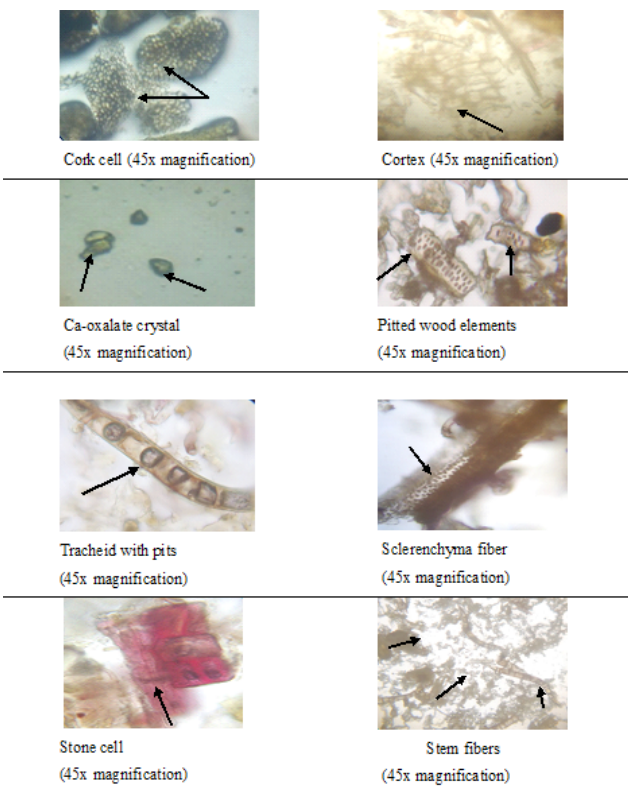 Cork cell (45x magnification)
Cortex (45x magnification)
Ca-oxalate crystal
(45x magnification)
Pitted wood elements
(45x magnification)
Tracheid with pits
(45x magnification)
Sclerenchyma fiber
(45x magnification)
Stone cell
(45x magnification)
Stem fibers
(45x magnification)